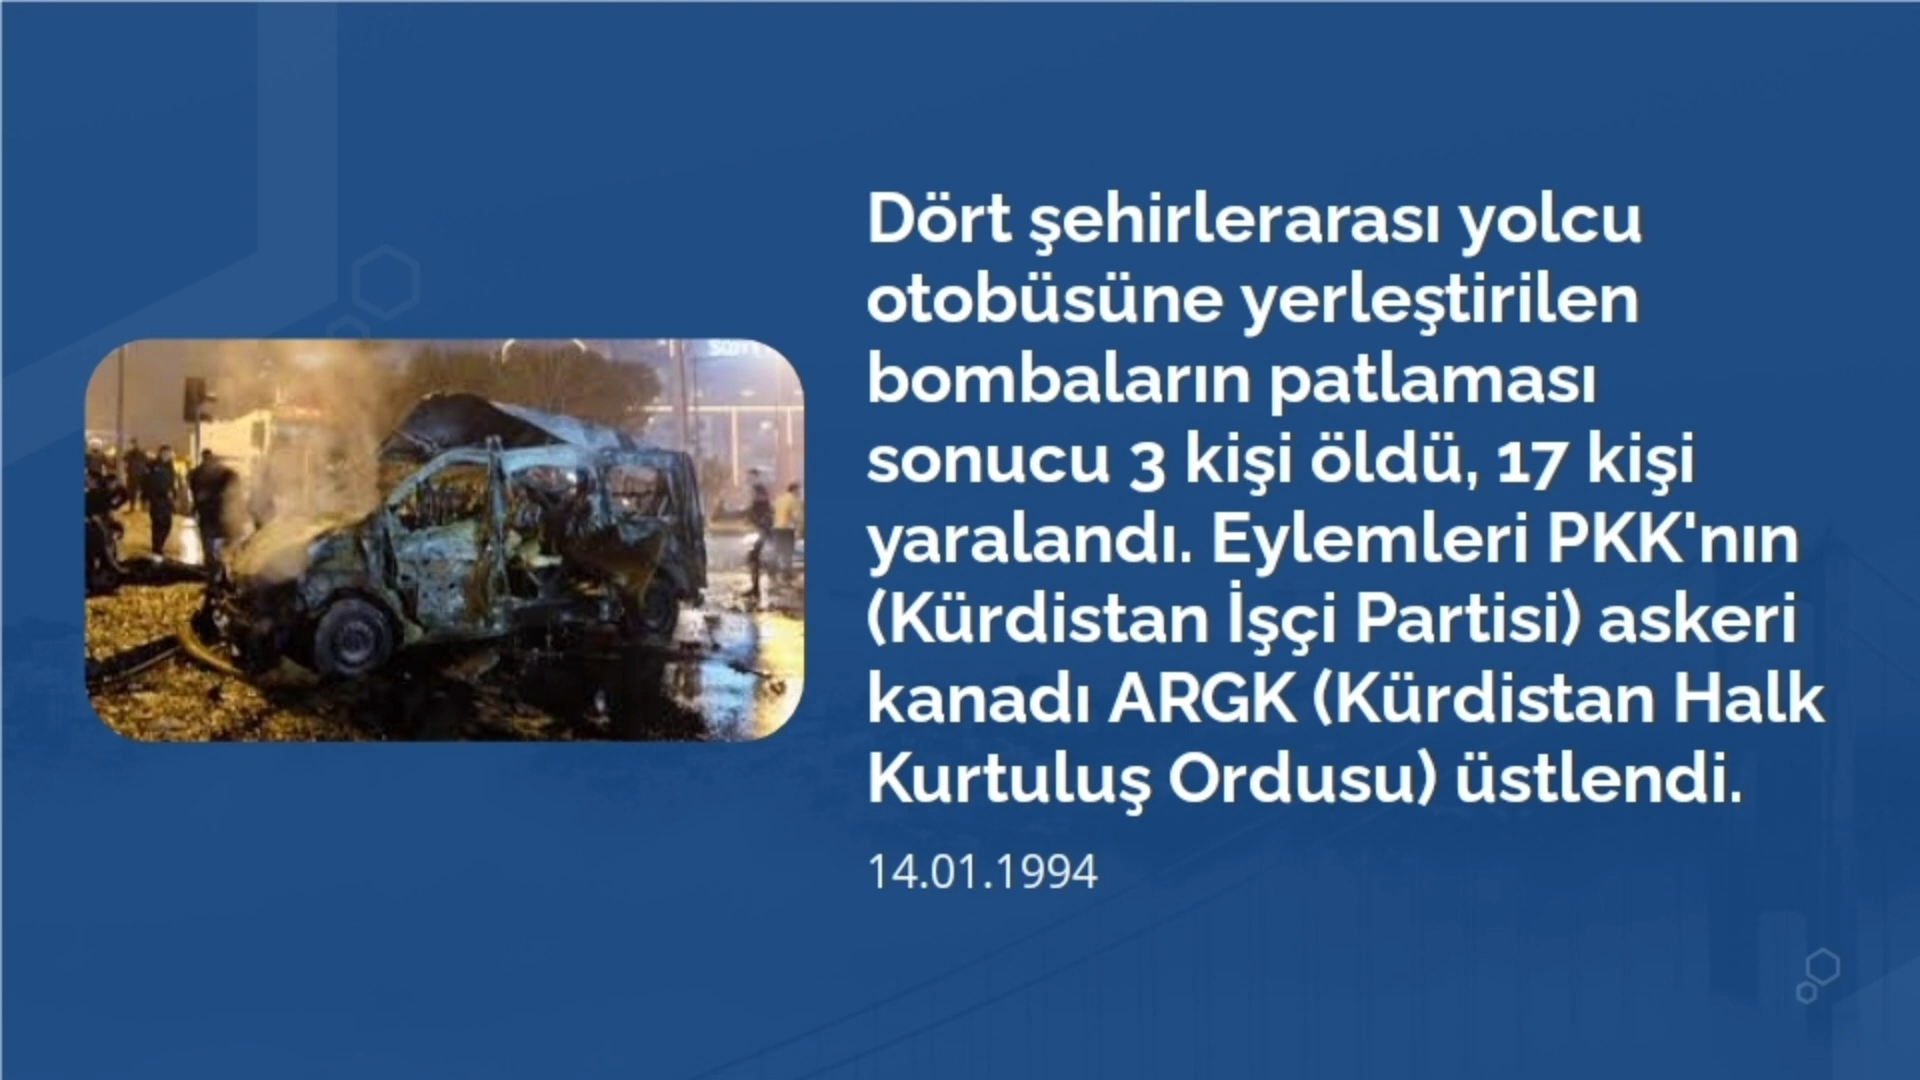 Dört şehirlerarası yolcu
otobüsüne yerleştirilen
bombaların patlaması
sonucu 3 kişi öldü, 17 kişi
yaralandı. Eylemleri PKK'nın
(Kürdistan İşçi Partisi) askeri
kanadı ARGK (Kürdistan Halk
Kurtuluş Ordusu) üstlendi.
14.01.1994